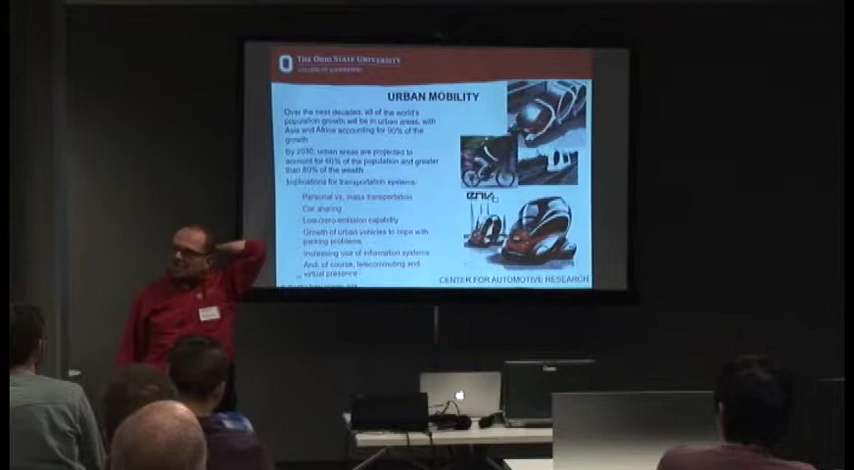 THE OHIO STATE UNIVERSITY
COLLEGE OF ENGINEERING
URBAN MOBILITY
Over the next decades, all of the world's
population growth will be in urban areas, with
Asia and Africa accounting for 90% of the
growth
By 2030, urban areas are projected to
account for 60% of the population and greater
than 80% of the wealth
Implications for transportation systems:
Personal vs. mass transportation
Car sharing
Low/zero-emission capability
Growth of urban vehicles to cope with
parking problems
Increasing use of information systems
And, of course, telecommuting and
virtual presence
CENTER FOR AUTOMOTIVE RESEARCH